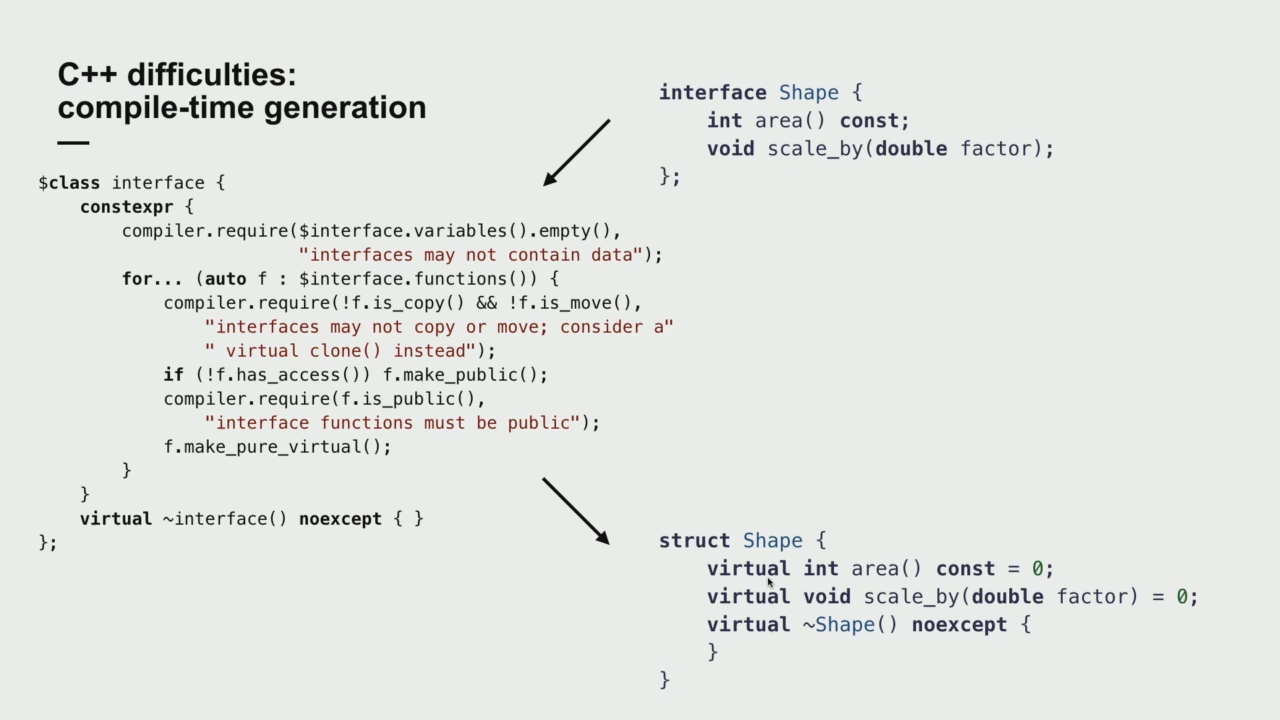 C++ difficulties:
compile-time generation
$class interface {
    constexpr {
        compiler.require($interface.variables().empty(),
                         "interfaces may not contain data");
        for... (auto f : $interface.functions()) {
            compiler.require(!f.is_copy() && !f.is_move(),
                "interfaces may not copy or move; consider a"
                " virtual clone() instead");
            if (!f.has_access()) f.make_public();
            compiler.require(f.is_public(),
                "interface functions must be public");
            f.make_pure_virtual();
        }
    }
    virtual ~interface() noexcept { }
};
interface Shape {
    int area() const;
    void scale_by(double factor);
};
struct Shape {
    virtual int area() const = 0;
    virtual void scale_by(double factor) = 0;
    virtual ~Shape() noexcept {
    }
}